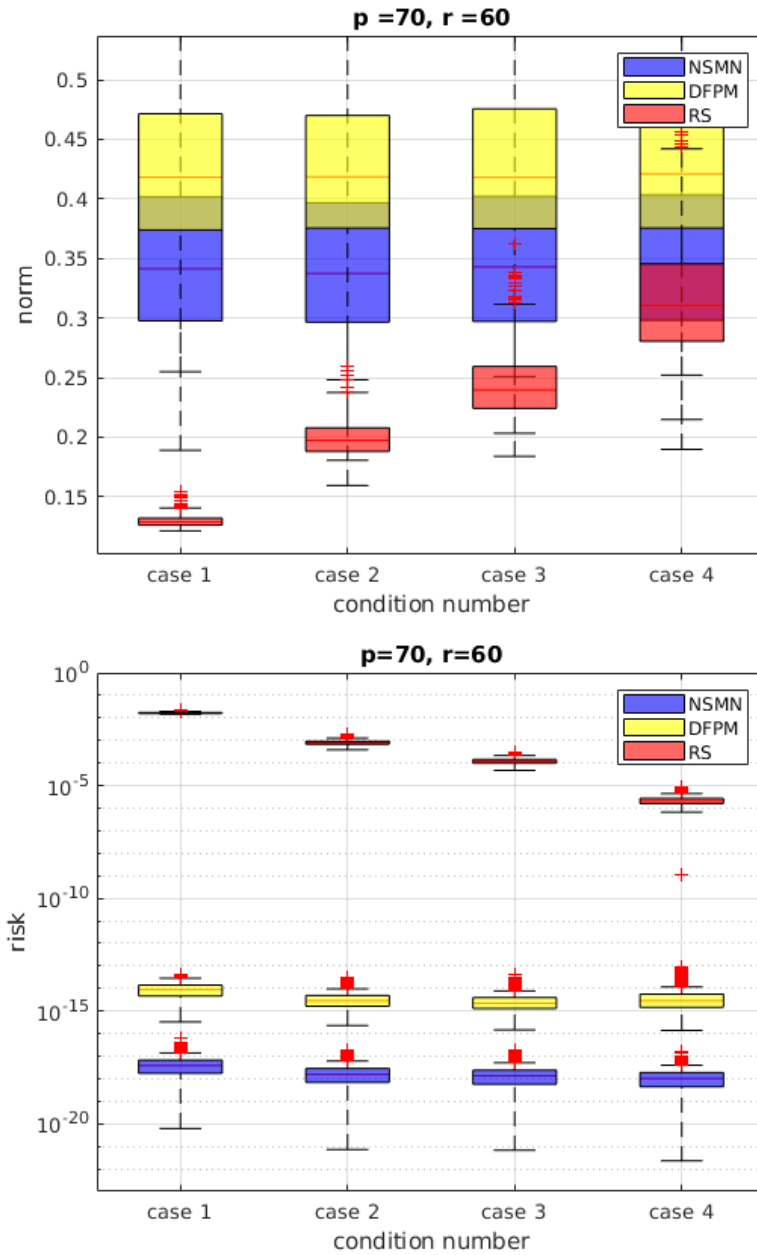 p =70, r =60
0.5
0.45
0.4
0.35
0.3
0.25
0.2
0.15
norm
NSMN
DFPM
RS
case 1 case 2 case 3 case 4
condition number
p=70, r=60
10^0
10^-5
10^-10
10^-15
10^-20
risk
NSMN
DFPM
RS
case 1 case 2 case 3 case 4
condition number